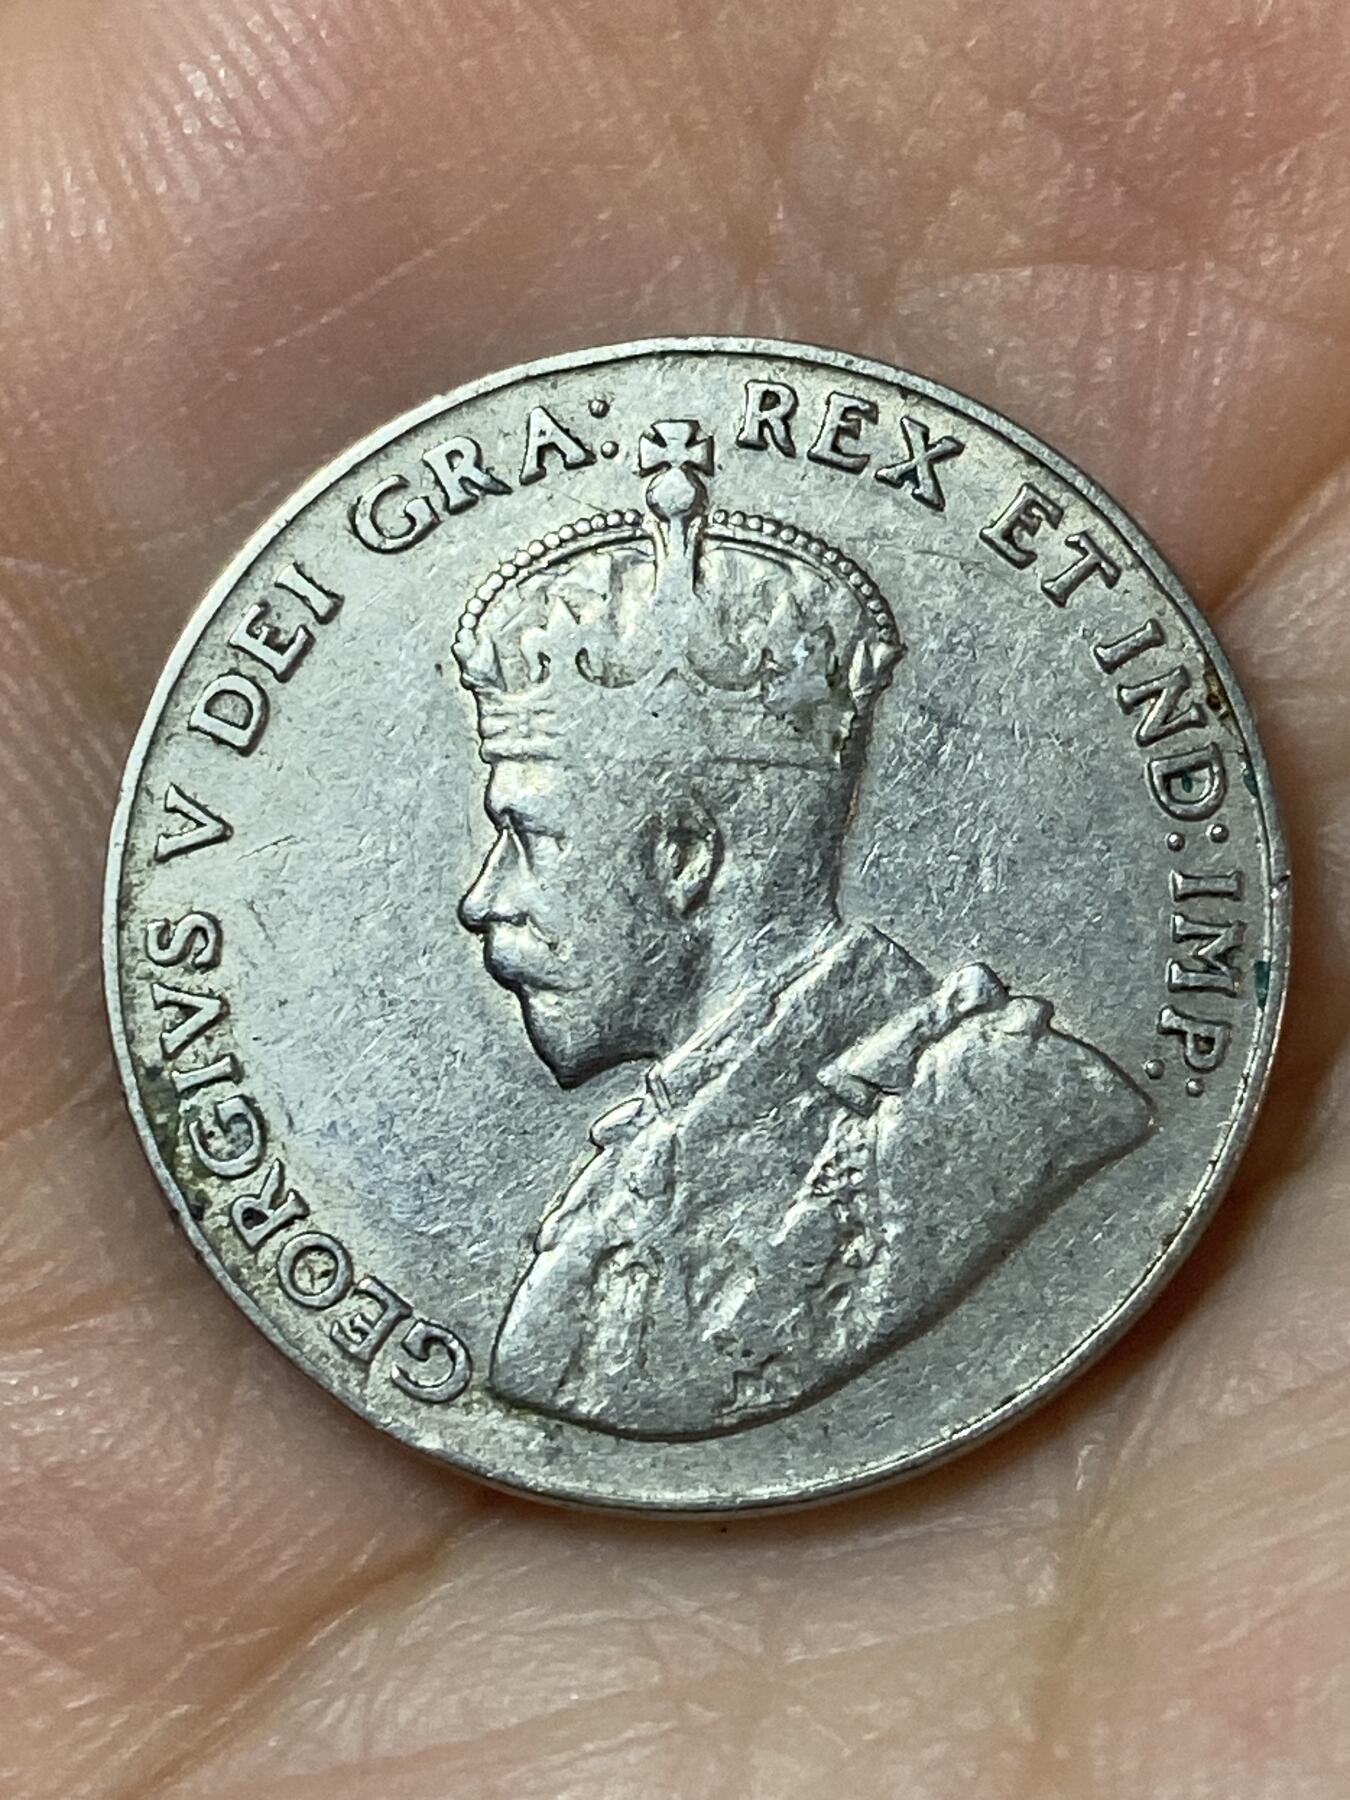 GEORGIVS V DEI GRA: REX ET IND: IMP: